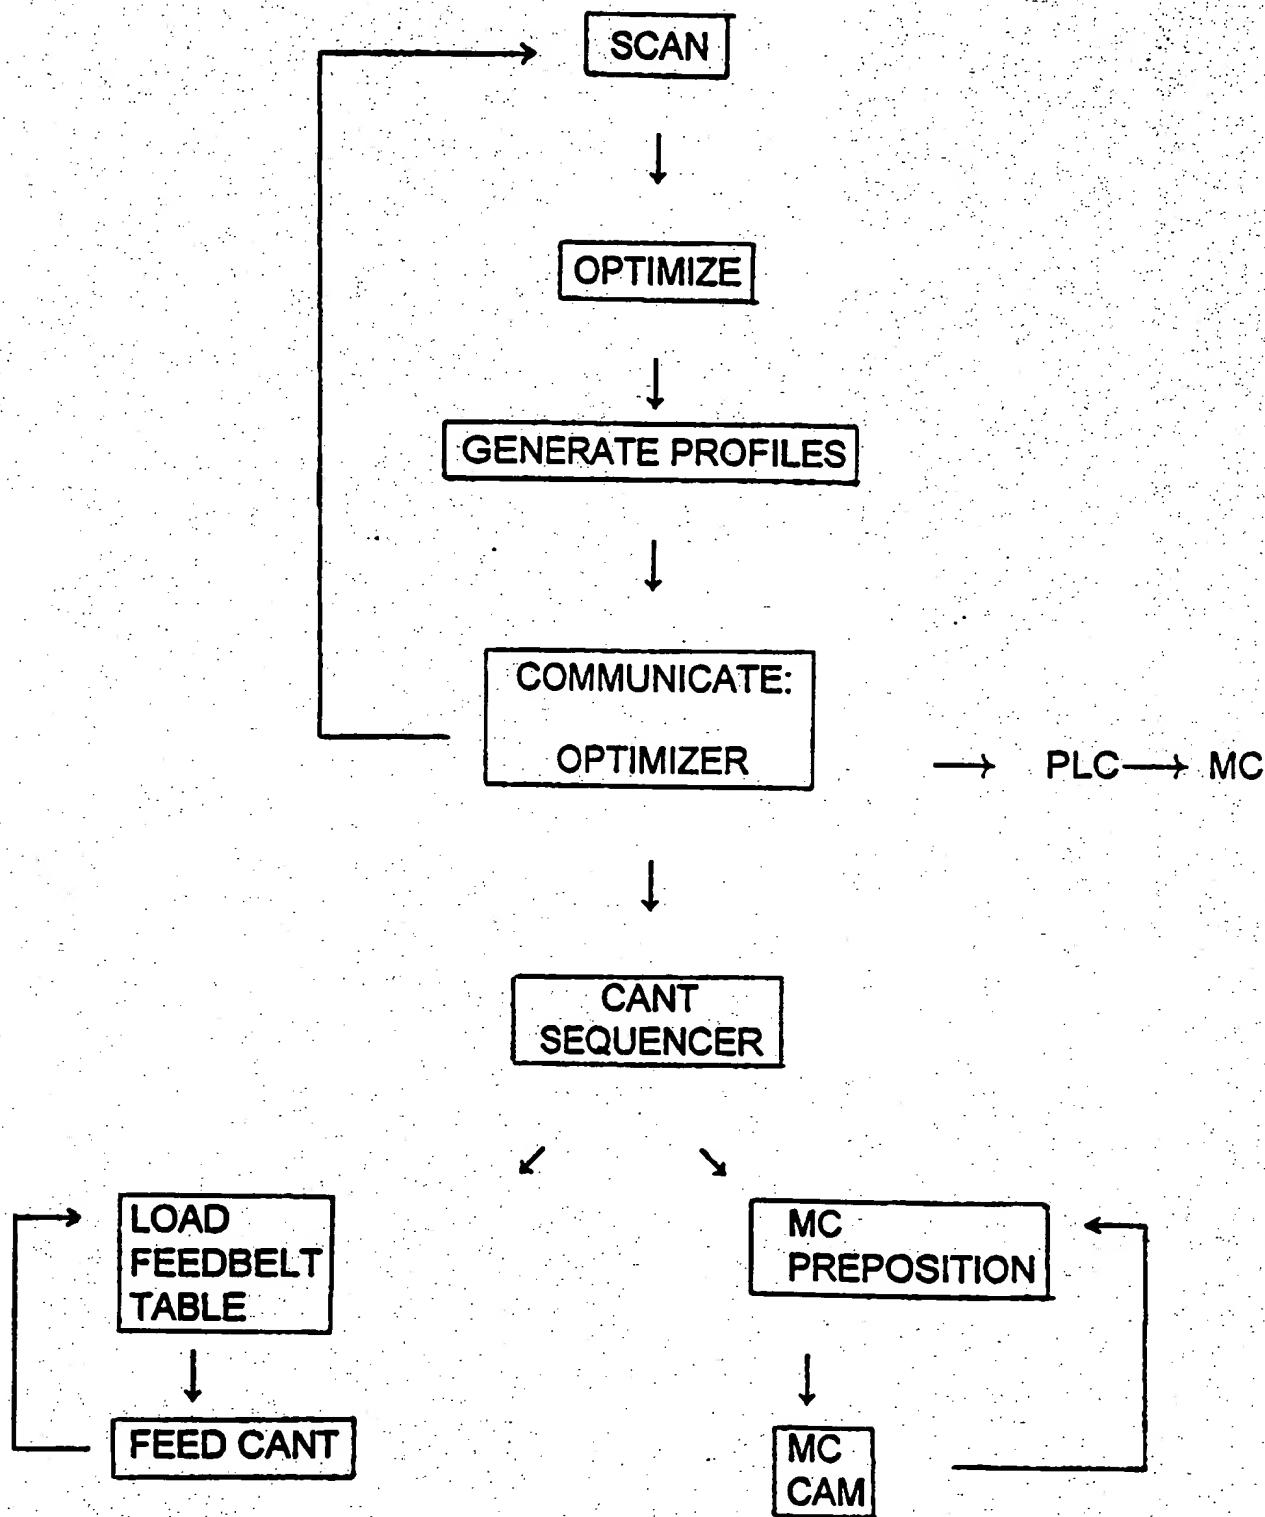 SCAN
OPTIMIZE
GENERATE PROFILES
COMMUNICATE:
OPTIMIZER
PLC
MC
CANT
SEQUENCER
LOAD
FEEDBELT
TABLE
FEED CANT
MC
PREPOSITION
MC
CAM